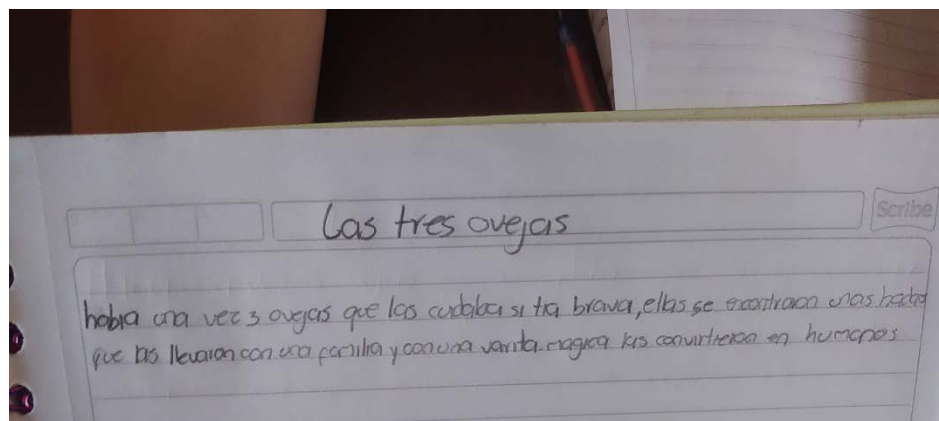 Scribe
Las tres ovejas
habia una vez 3 ovejas que las cuidaba su tia brava, ellas se encontraron unas hadas
que las llevaron con una familia y con una varita magica las convirtieron en humanos